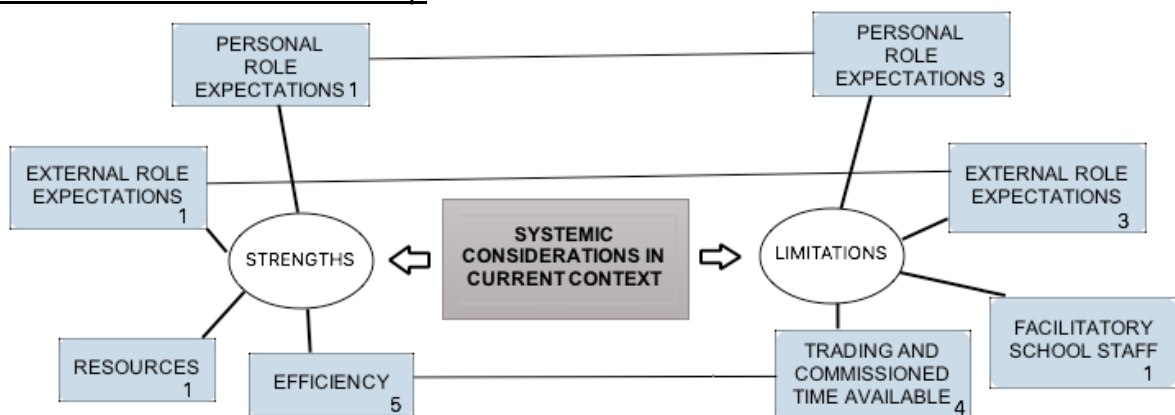 PERSONAL
ROLE
EXPECTATIONS 1
PERSONAL
ROLE
EXPECTATIONS 3
EXTERNAL ROLE
EXPECTATIONS
1
EXTERNAL ROLE
EXPECTATIONS
3
STRENGTHS
SYSTEMIC
CONSIDERATIONS IN
CURRENT CONTEXT
LIMITATIONS
RESOURCES
1
EFFICIENCY
5
TRADING AND
COMMISSIONED
TIME AVAILABLE 4
FACILITATORY
SCHOOL STAFF
1